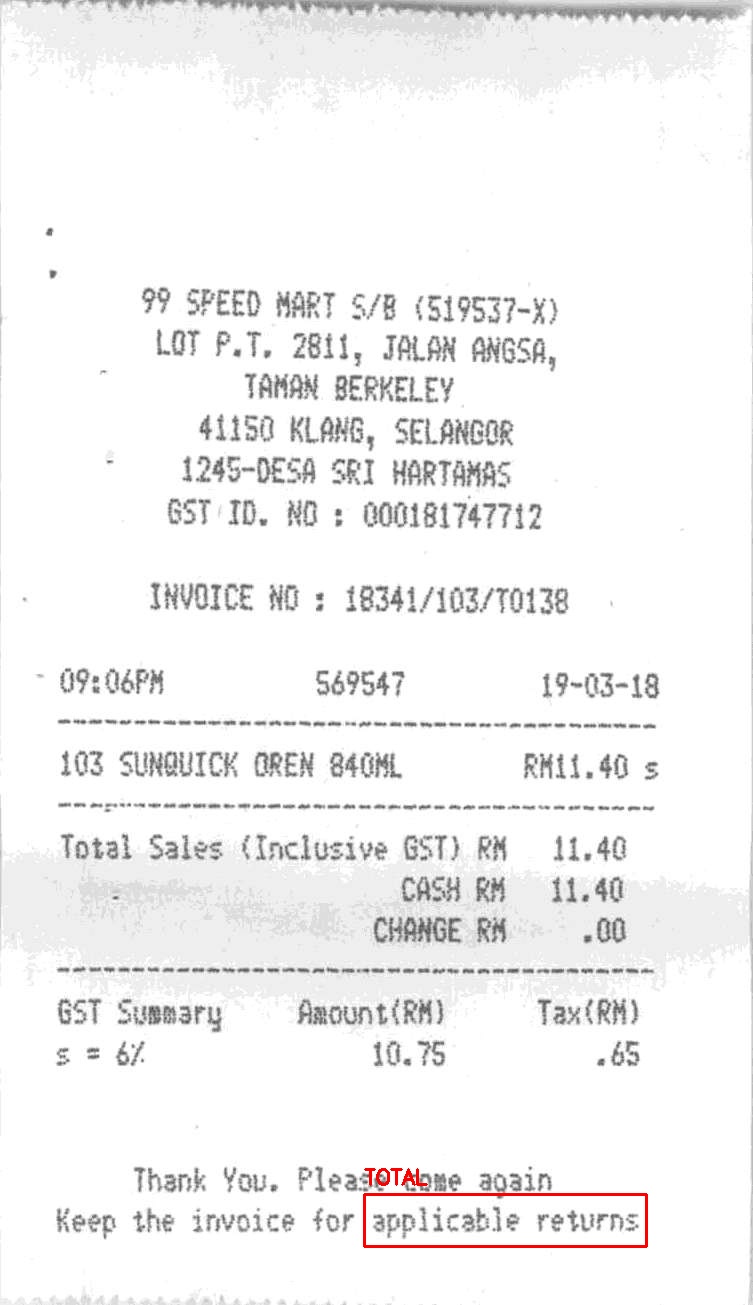 99 SPEED MART S/B (519537-X)
LOT P.T. 2811, JALAN ANGSA,
TAMAN BERKELEY
41150 KLANG, SELANGOR
1245-DESA SRI HARTAMAS
GST ID. NO : 000181747712
INVOICE NO : 18341/103/T0138
09:06PM 569547 19-03-18
103 SUNQUICK OREN 840ML RM11.40 s
Total Sales (Inclusive GST) RM 11.40
CASH RM 11.40
CHANGE RM .00
GST Summary Amount(RM) Tax(RM)
s = 6% 10.75 .65
TOTAL
Thank You. Please come again
Keep the invoice for applicable returns